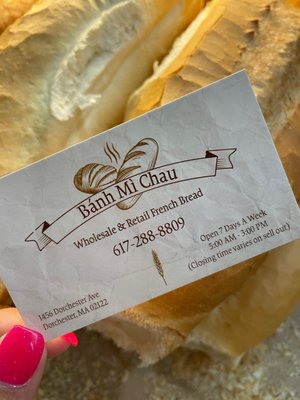 Bánh Mì Chau
Wholesale & Retail French Bread
617-288-8809
1456 Dorchester Ave
Dorchester, MA 02122
Open 7 Days A Week
5:00 AM - 3:00 PM
(Closing time varies on sell out)